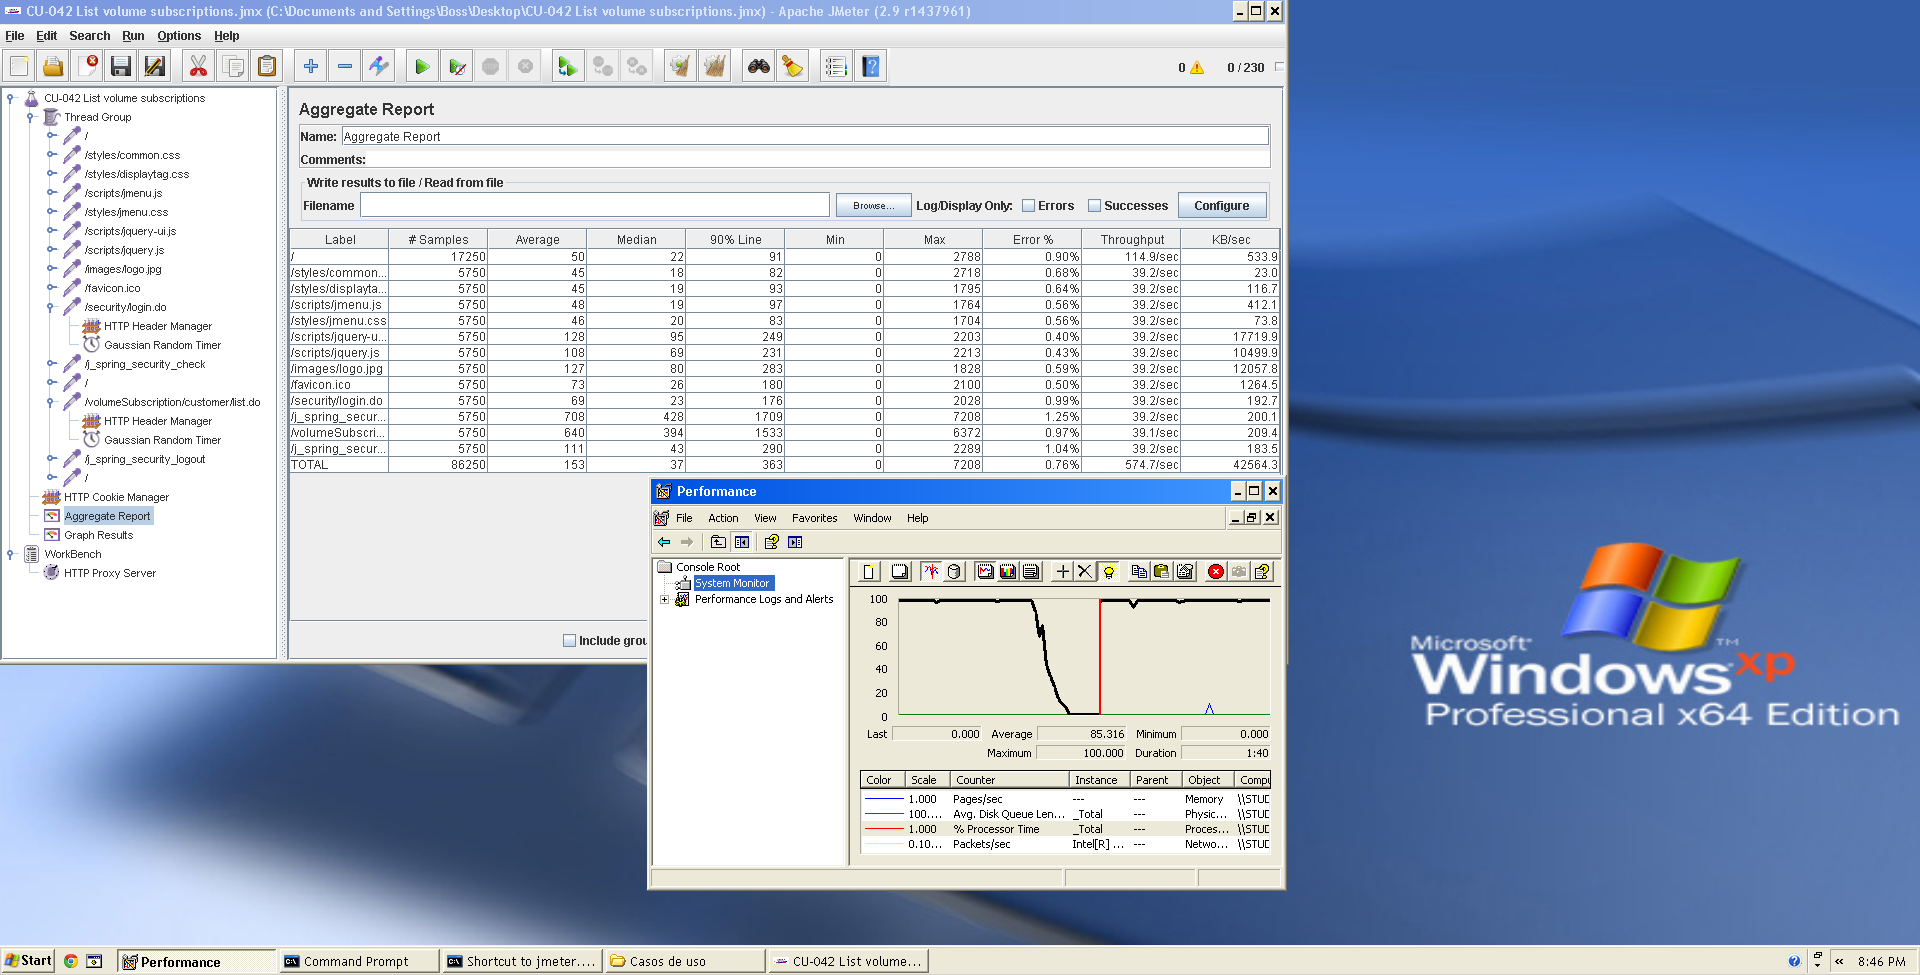 CU-042 List volume subscriptions.jmx (C:\Documents and Settings\Boss\Desktop\CU-042 List volume subscriptions.jmx) - Apache JMeter (2.9 r1437961)
File Edit Search Run Options Help
0 0 / 230
CU-042 List volume subscriptions
Thread Group
/
/styles/common.css
/styles/displaytag.css
/scripts/jmenu.js
/styles/jmenu.css
/scripts/jquery-ui.js
/scripts/jquery.js
/images/logo.jpg
/favicon.ico
/security/login.do
HTTP Header Manager
Gaussian Random Timer
/j_spring_security_check
/
/volumeSubscription/customer/list.do
HTTP Header Manager
Gaussian Random Timer
/j_spring_security_logout
/
HTTP Cookie Manager
Aggregate Report
Graph Results
WorkBench
HTTP Proxy Server
Aggregate Report
Name: Aggregate Report
Comments:
Write results to file / Read from file
Filename Browse... Log/Display Only: Errors Successes Configure
Label # Samples Average Median 90% Line Min Max Error % Throughput KB/sec
/ 17250 50 22 91 0 2788 0.90% 114.9/sec 533.9
/styles/common... 5750 45 18 82 0 2718 0.68% 39.2/sec 23.0
/styles/displayta... 5750 45 19 93 0 1795 0.64% 39.2/sec 116.7
/scripts/jmenu.js 5750 48 19 97 0 1764 0.56% 39.2/sec 412.1
/styles/jmenu.css 5750 46 20 83 0 1704 0.56% 39.2/sec 73.8
/scripts/jquery-u... 5750 128 95 249 0 2203 0.40% 39.2/sec 17719.9
/scripts/jquery.js 5750 108 69 231 0 2213 0.43% 39.2/sec 10499.9
/images/logo.jpg 5750 127 80 283 0 1828 0.59% 39.2/sec 12057.8
/favicon.ico 5750 73 26 180 0 2100 0.50% 39.2/sec 1264.5
/security/login.do 5750 69 23 176 0 2028 0.99% 39.2/sec 192.7
/j_spring_secur... 5750 708 428 1709 0 7208 1.25% 39.2/sec 200.1
/volumeSubscri... 5750 640 394 1533 0 6372 0.97% 39.1/sec 209.4
/j_spring_secur... 5750 111 43 290 0 2289 1.04% 39.2/sec 183.5
TOTAL 86250 153 37 363 0 7208 0.76% 574.7/sec 42564.3
Include grou
Performance
File Action View Favorites Window Help
Console Root
System Monitor
Performance Logs and Alerts
100
80
60
40
20
0
Last 0.000 Average 85.316 Minimum 0.000
Maximum 100.000 Duration 1:40
Color Scale Counter Instance Parent Object Compu
1.000 Pages/sec --- --- Memory \\STUD
100.... Avg. Disk Queue Len... _Total --- Physic... \\STUD
1.000 % Processor Time _Total --- Proces... \\STUD
0.10... Packets/sec Intel[R] ... --- Netwo... \\STUD
Microsoft
Windows xp TM
Professional x64 Edition
Start Performance Command Prompt Shortcut to jmeter.... Casos de uso CU-042 List volume... 8:46 PM